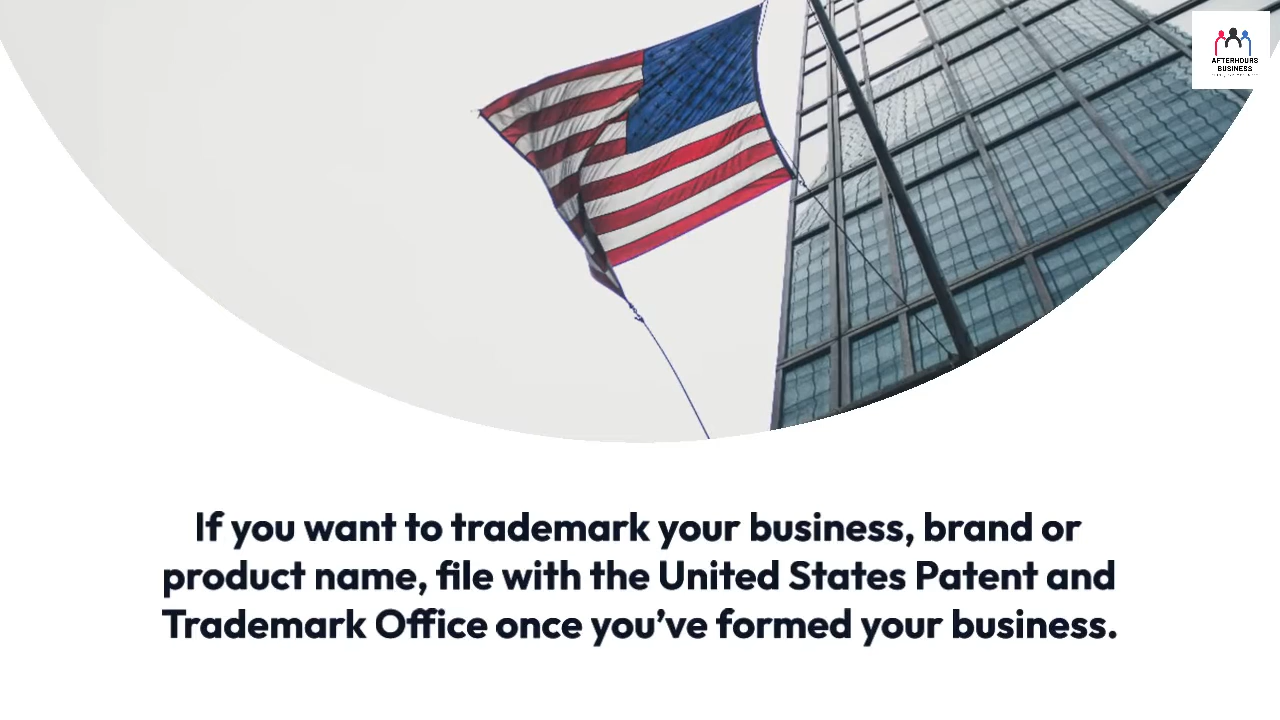 AFTERHOURS
BUSINESS
If you want to trademark your business, brand or
product name, file with the United States Patent and
Trademark Office once you've formed your business.